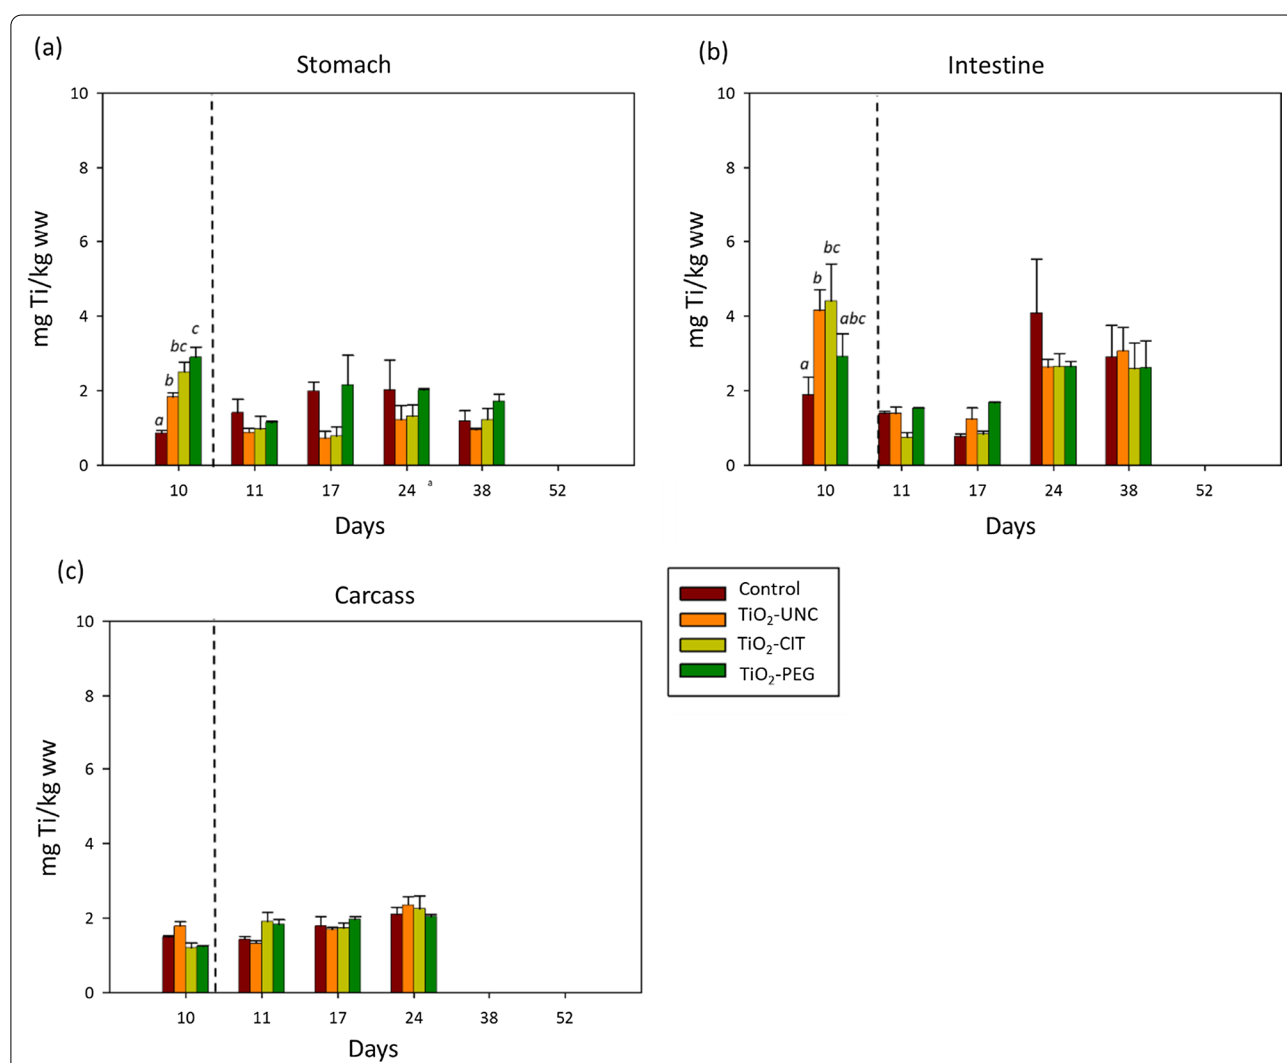 (a)
Stomach
10
8
6
4
2
0
mg Ti/kg ww
a
b
bc
c
10 11 17 24 a 38 52
Days
(b)
Intestine
10
8
6
4
2
0
mg Ti/kg ww
a
b
bc
abc
10 11 17 24 38 52
Days
(c)
Carcass
10
8
6
4
2
0
mg Ti/kg ww
10 11 17 24 38 52
Days
Control
TiO₂-UNC
TiO₂-CIT
TiO₂-PEG